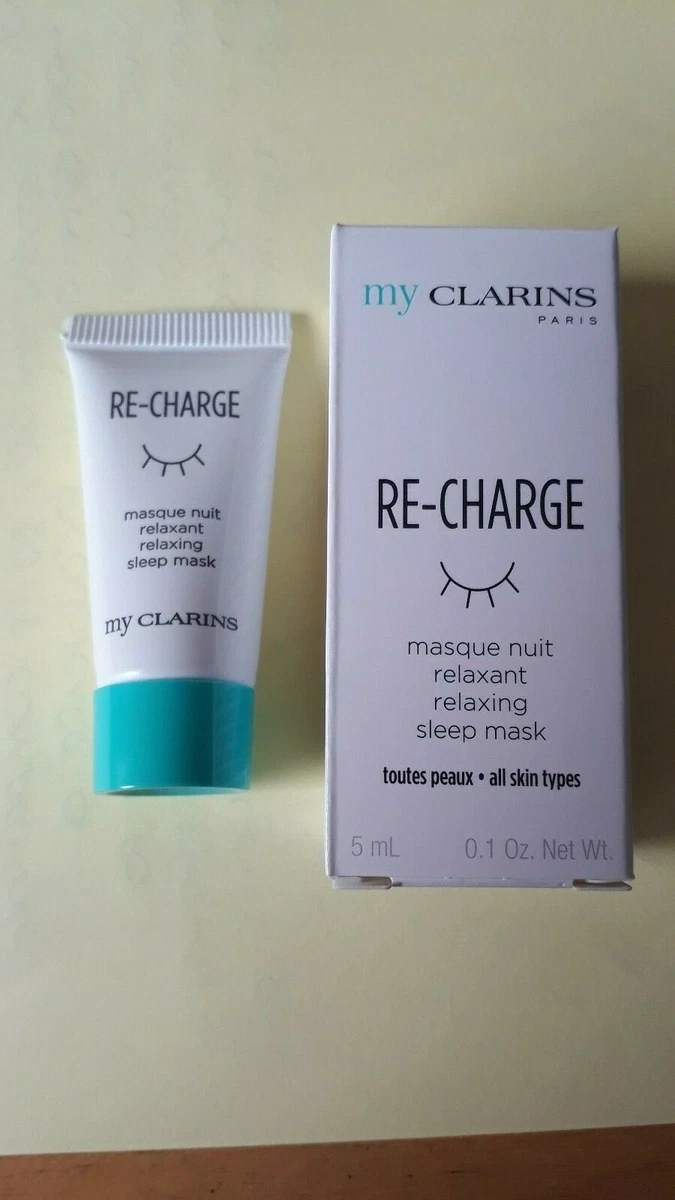 RE-CHARGE
masque nuit
relaxant
relaxing
sleep mask
my CLARINS
my CLARINS
PARIS
RE-CHARGE
masque nuit
relaxant
relaxing
sleep mask
toutes peaux • all skin types
5 mL 0.1 Oz. Net Wt.